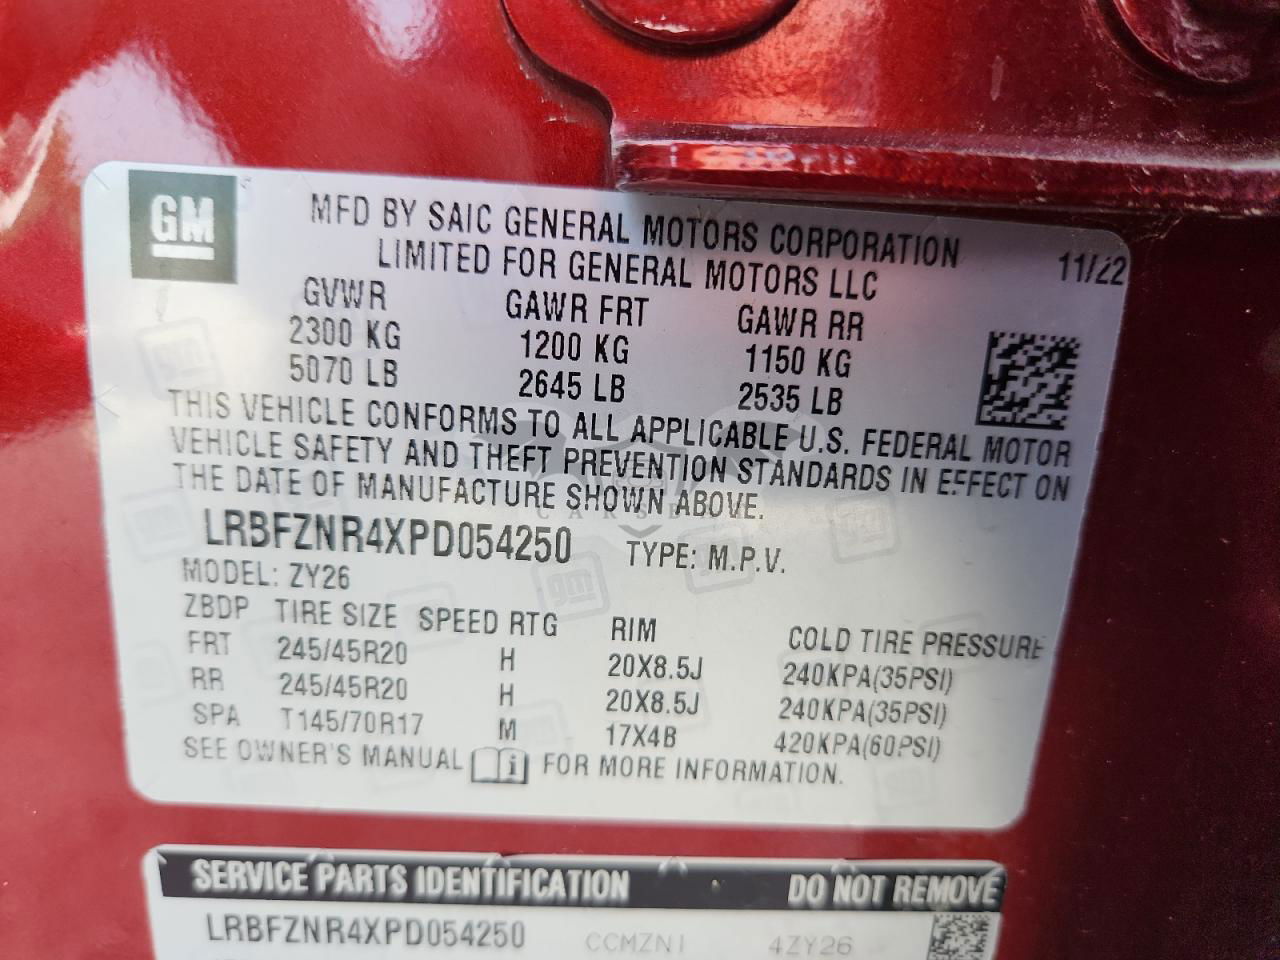 GM
MFD BY SAIC GENERAL MOTORS CORPORATION
LIMITED FOR GENERAL MOTORS LLC
11/22
GVWR GAWR FRT GAWR RR
2300 KG 1200 KG 1150 KG
5070 LB 2645 LB 2535 LB
THIS VEHICLE CONFORMS TO ALL APPLICABLE U.S. FEDERAL MOTOR
VEHICLE SAFETY AND THEFT PREVENTION STANDARDS IN EFFECT ON
THE DATE OF MANUFACTURE SHOWN ABOVE.
LRBFZNR4XPD054250 TYPE: M.P.V.
MODEL: ZY26
ZBDP TIRE SIZE SPEED RTG RIM COLD TIRE PRESSURE
FRT 245/45R20 H 20X8.5J 240KPA(35PSI)
RR 245/45R20 H 20X8.5J 240KPA(35PSI)
SPA T145/70R17 M 17X4B 420KPA(60PSI)
SEE OWNER'S MANUAL i FOR MORE INFORMATION.
SERVICE PARTS IDENTIFICATION DO NOT REMOVE
LRBFZNR4XPD054250 CCMZN1 4ZY26